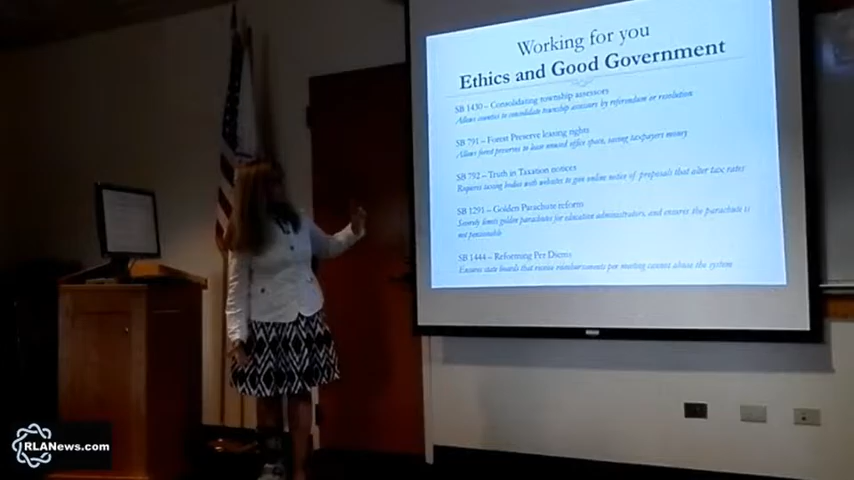 Working for you
Ethics and Good Government
SB 1430 – Consolidating township assessors
Allows counties to consolidate township assessors by referendum or resolution
SB 791 – Forest Preserve leasing rights
Allows forest preserves to lease unused office space, saving taxpayers money
SB 792 – Truth in Taxation notices
Requires taxing bodies with websites to give online notice of proposals that alter tax rates
SB 1291 – Golden Parachute reform
Severely limits golden parachutes for education administrators, and ensures the parachute is
not pensionable
SB 1444 – Reforming Per Diems
Ensures state boards that receive reimbursements per meeting cannot abuse the system
RLANews.com